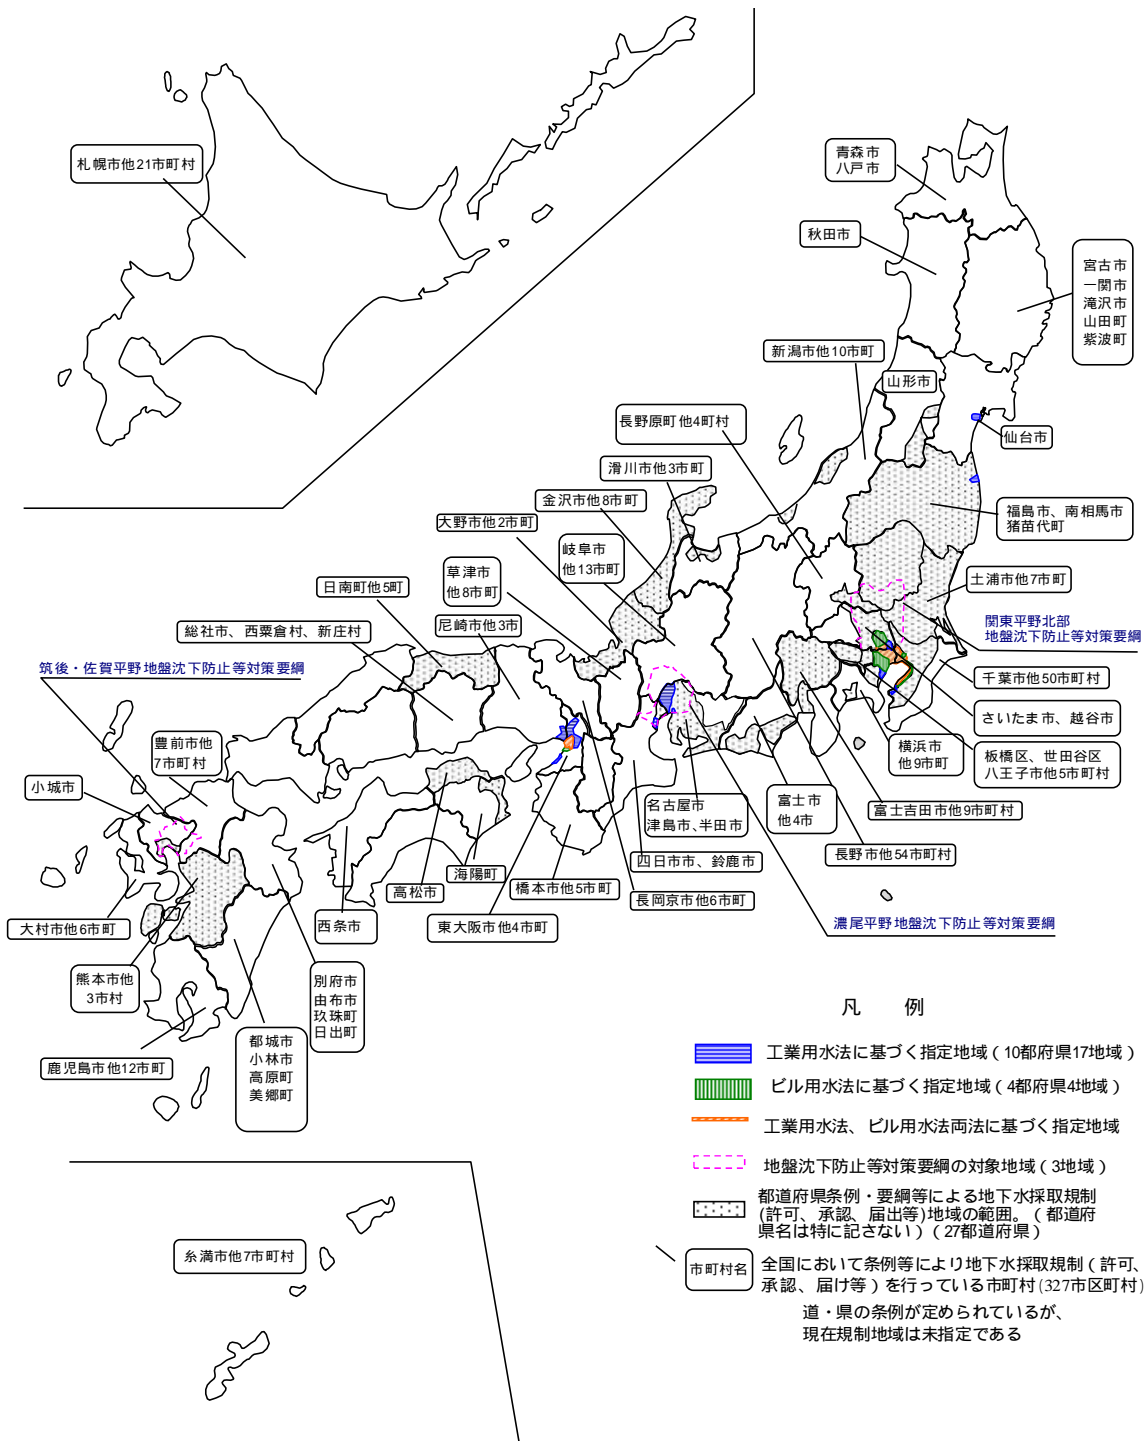 札幌市他21市町村
青森市
八戸市
秋田市
宮古市
一関市
滝沢市
山田町
紫波町
新潟市他10市町
山形市
長野原町他4町村
仙台市
滑川市他3市町
金沢市他8市町
福島市、南相馬市
猪苗代町
大野市他2市町
岐阜市
他13市町
草津市
他8市町
日南町他5町
土浦市他7市町
尼崎市他3市
総社市、西粟倉村、新庄村
関東平野北部
地盤沈下防止等対策要綱
筑後・佐賀平野地盤沈下防止等対策要綱
千葉市他50市町村
さいたま市、越谷市
豊前市他
7市町村
横浜市
他9市町
板橋区、世田谷区
八王子市他5市町村
小城市
名古屋市
津島市、半田市
富士市
他4市
富士吉田市他9市町村
四日市市、鈴鹿市
長野市他54市町村
海陽町
高松市
橋本市他5市町
長岡京市他6市町
大村市他6市町
西条市
東大阪市他4市町
濃尾平野地盤沈下防止等対策要綱
熊本市他
3市村
別府市
由布市
玖珠町
日出町
都城市
小林市
高原町
美郷町
鹿児島市他12市町
凡　例
工業用水法に基づく指定地域（10都府県17地域）
ビル用水法に基づく指定地域（4都府県4地域）
工業用水法、ビル用水法両法に基づく指定地域
地盤沈下防止等対策要綱の対象地域（3地域）
都道府県条例・要綱等による地下水採取規制
(許可、承認、届出等)地域の範囲。（都道府
県名は特に記さない）（27都道府県）
市町村名
全国において条例等により地下水採取規制（許可、
承認、届け等）を行っている市町村(327市区町村)
道・県の条例が定められているが、
現在規制地域は未指定である
糸満市他7市町村